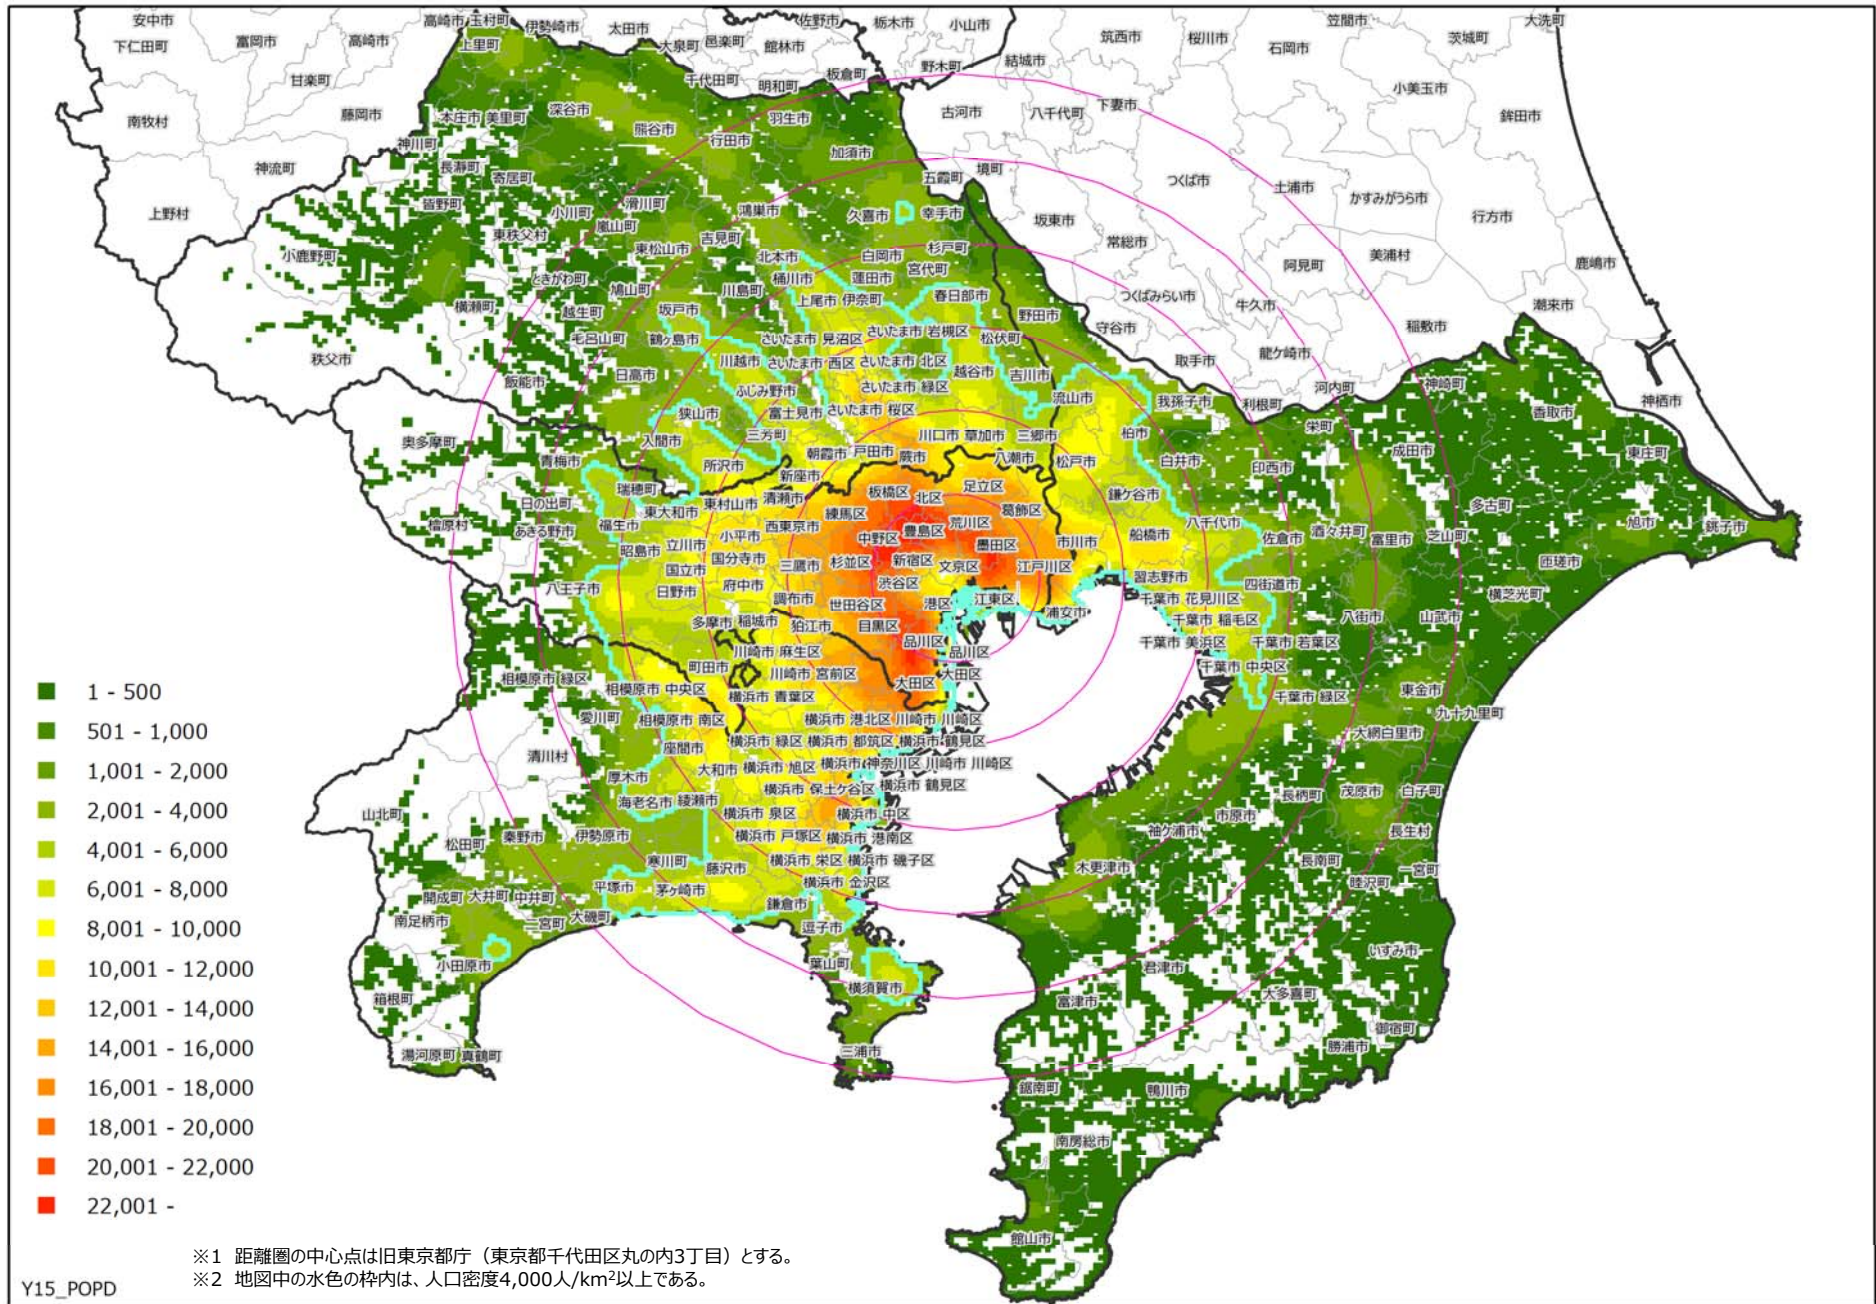 安中市
高崎市 玉村町
伊勢崎市
太田市
佐野市
栃木市
小山市
笠間市
大洗町
下仁田町
富岡市
高崎市
上里町
大泉町
邑楽町
館林市
筑西市
桜川市
石岡市
茨城町
甘楽町
千代田町
明和町
板倉町
野木町
結城市
小美玉市
南牧村
藤岡市
本庄市
美里町
深谷市
熊谷市
行田市
羽生市
古河市
八千代町
下妻市
鉾田市
神川町
神流町
長瀞町
寄居町
加須市
五霞町
境町
つくば市
土浦市
かすみがうら市
行方市
上野村
皆野町
小川町
滑川町
嵐山町
鴻巣市
久喜市
幸手市
坂東市
小鹿野町
東秩父村
東松山市
吉見町
北本市
白岡市
杉戸町
宮代町
常総市
阿見町
美浦村
鹿嶋市
ときがわ町
鳩山町
川島町
桶川市
蓮田市
横瀬町
越生町
坂戸市
上尾市
伊奈町
春日部市
野田市
つくばみらい市
牛久市
稲敷市
潮来市
秩父市
毛呂山町
鶴ヶ島市
さいたま市 見沼区
さいたま市 岩槻区
松伏町
守谷市
飯能市
日高市
川越市
さいたま市 西区
さいたま市 北区
越谷市
吉川市
取手市
龍ケ崎市
ふじみ野市
さいたま市 緑区
流山市
我孫子市
利根町
河内町
神崎町
香取市
神栖市
狭山市
富士見市
さいたま市 桜区
奥多摩町
入間市
三芳町
川口市
草加市
三郷市
柏市
栄町
成田市
東庄町
青梅市
所沢市
朝霞市
戸田市
蕨市
八潮市
松戸市
白井市
印西市
新座市
瑞穂町
東大和市
東村山市
清瀬市
板橋区
北区
足立区
鎌ケ谷市
日の出町
多古町
檜原村
あきる野市
福生市
西東京市
練馬区
荒川区
葛飾区
八千代市
佐倉市
酒々井町
富里市
芝山町
旭市
銚子市
昭島市
立川市
小平市
国分寺市
中野区
豊島区
墨田区
市川市
船橋市
国立市
三鷹市
杉並区
新宿区
文京区
江戸川区
匝瑳市
八王子市
日野市
府中市
渋谷区
習志野市
四街道市
横芝光町
調布市
世田谷区
港区
江東区
浦安市
千葉市 花見川区
八街市
山武市
多摩市
稲城市
狛江市
目黒区
品川区
千葉市 稲毛区
千葉市 美浜区
千葉市 若葉区
川崎市 麻生区
品川区
町田市
川崎市 宮前区
大田区
大田区
千葉市 中央区
相模原市 緑区
相模原市 中央区
横浜市 青葉区
千葉市 緑区
東金市
九十九里町
愛川町
相模原市 南区
横浜市 港北区
川崎市 川崎区
大網白里市
清川村
座間市
横浜市 緑区
横浜市 都筑区
横浜市 鶴見区
厚木市
大和市
横浜市 旭区
横浜市 神奈川区
川崎市 川崎区
海老名市
綾瀬市
横浜市 保土ケ谷区
横浜市 鶴見区
長柄町
茂原市
白子町
山北町
横浜市 泉区
横浜市 中区
袖ケ浦市
市原市
長生村
松田町
秦野市
伊勢原市
横浜市 戸塚区
横浜市 港南区
寒川町
藤沢市
横浜市 栄区
横浜市 磯子区
木更津市
長南町
睦沢町
一宮町
開成町
大井町
中井町
平塚市
茅ヶ崎市
横浜市 金沢区
南足柄市
二宮町
大磯町
鎌倉市
逗子市
小田原市
葉山町
横須賀市
君津市
いすみ市
箱根町
富津市
大多喜町
御宿町
湯河原町
真鶴町
三浦市
勝浦市
鋸南町
鴨川市
南房総市
館山市
1 - 500
501 - 1,000
1,001 - 2,000
2,001 - 4,000
4,001 - 6,000
6,001 - 8,000
8,001 - 10,000
10,001 - 12,000
12,001 - 14,000
14,001 - 16,000
16,001 - 18,000
18,001 - 20,000
20,001 - 22,000
22,001 -
※1 距離圏の中心点は旧東京都庁（東京都千代田区丸の内3丁目）とする。
※2 地図中の水色の枠内は、人口密度4,000人/km²以上である。
Y15_POPD